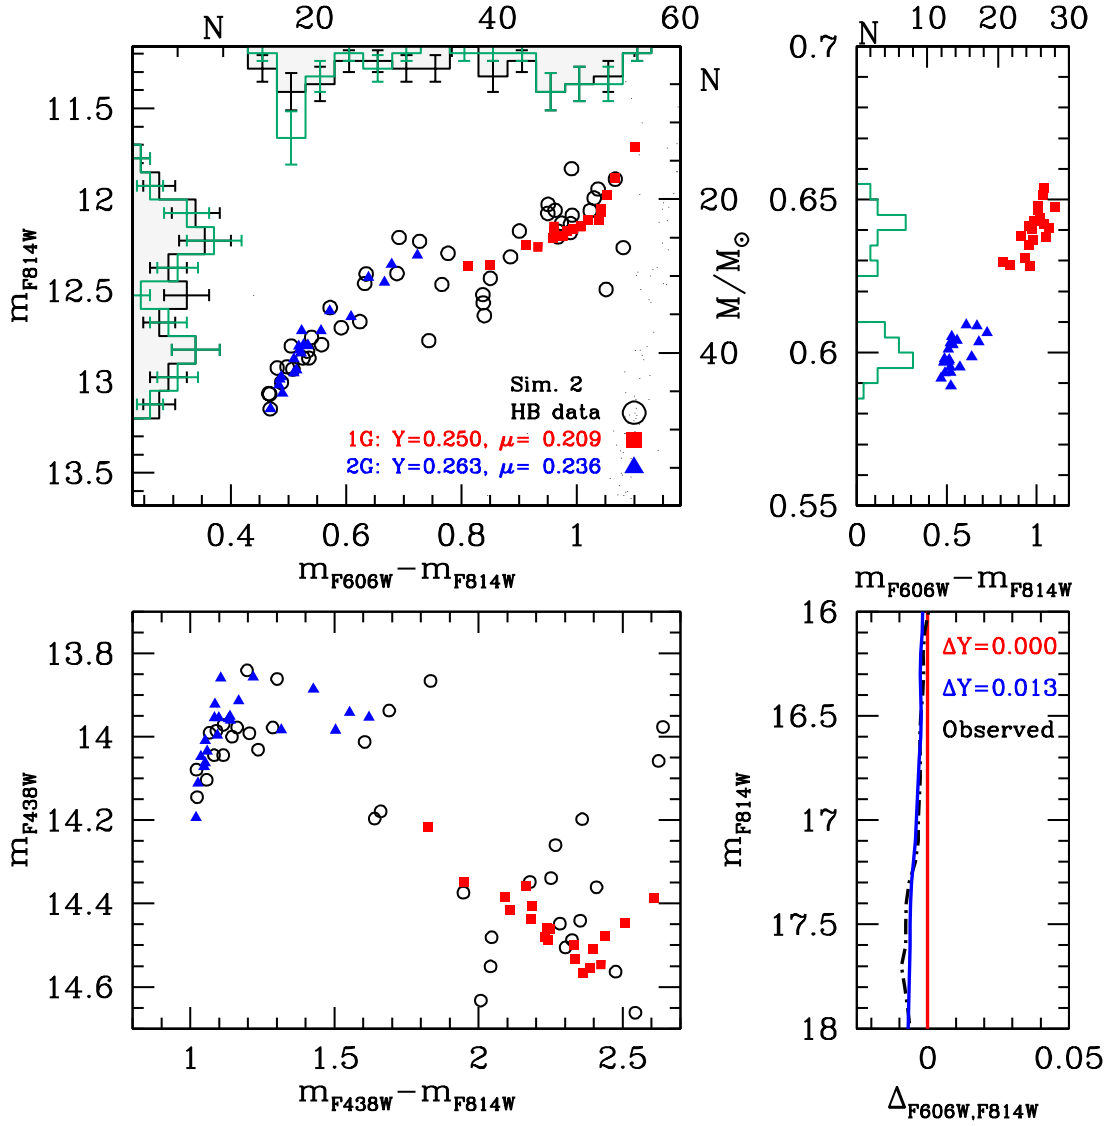 N 20 40 60
11.5
12
12.5
13
13.5
m_F814W
N
20
40
M/M⊙
Sim. 2
HB data
1G: Y=0.250, μ= 0.209
2G: Y=0.263, μ= 0.236
0.4 0.6 0.8 1
m_F606W−m_F814W
N 10 20 30
0.7
0.65
0.6
0.55
0 0.5 1
m_F606W−m_F814W
13.8
14
14.2
14.4
14.6
m_F438W
1 1.5 2 2.5
m_F438W−m_F814W
16
16.5
17
17.5
18
m_F814W
ΔY=0.000
ΔY=0.013
Observed
0 0.05
Δ_F606W,F814W